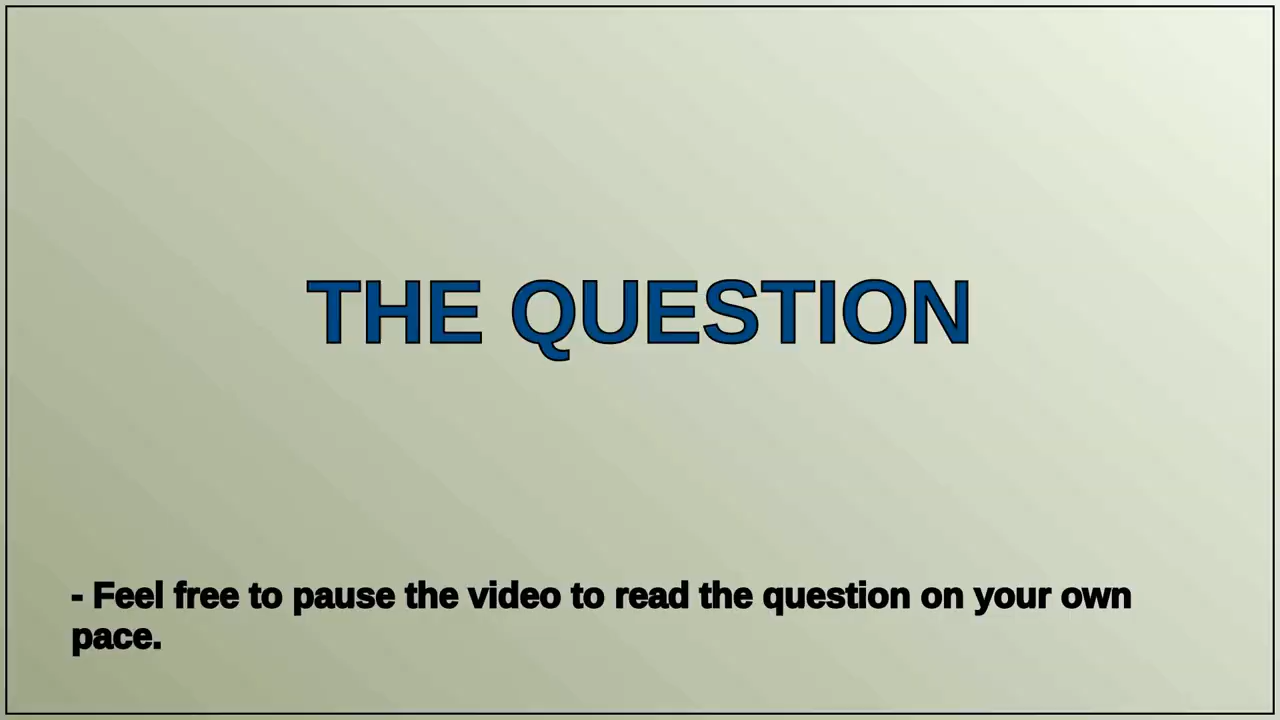 THE QUESTION
- Feel free to pause the video to read the question on your own
pace.